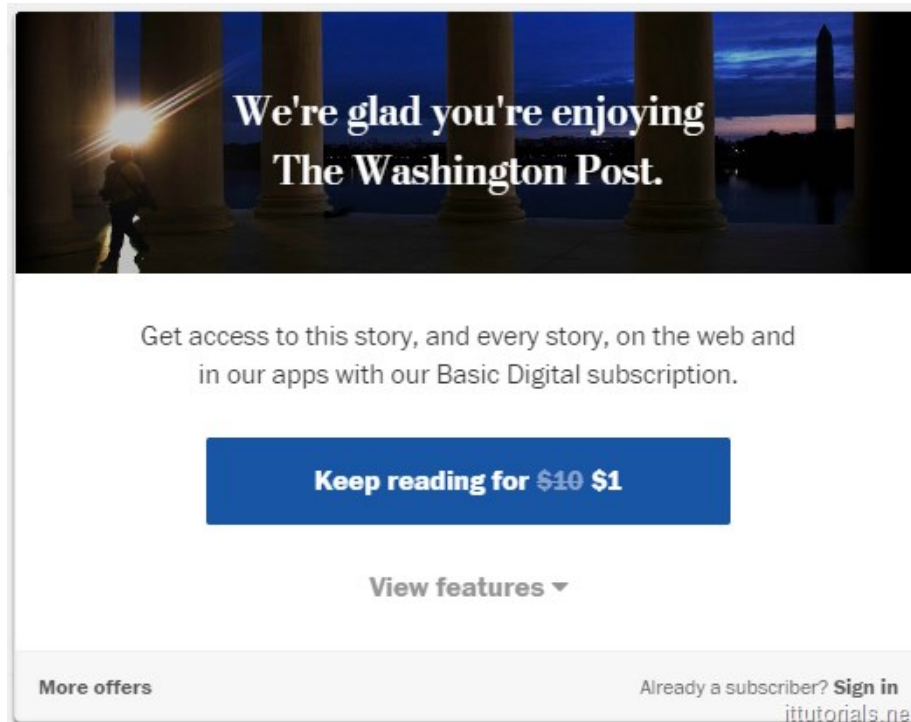 We're glad you're enjoying
The Washington Post.
Get access to this story, and every story, on the web and
in our apps with our Basic Digital subscription.
Keep reading for $10 $1
View features
More offers
Already a subscriber? Sign in
ittutorials.ne